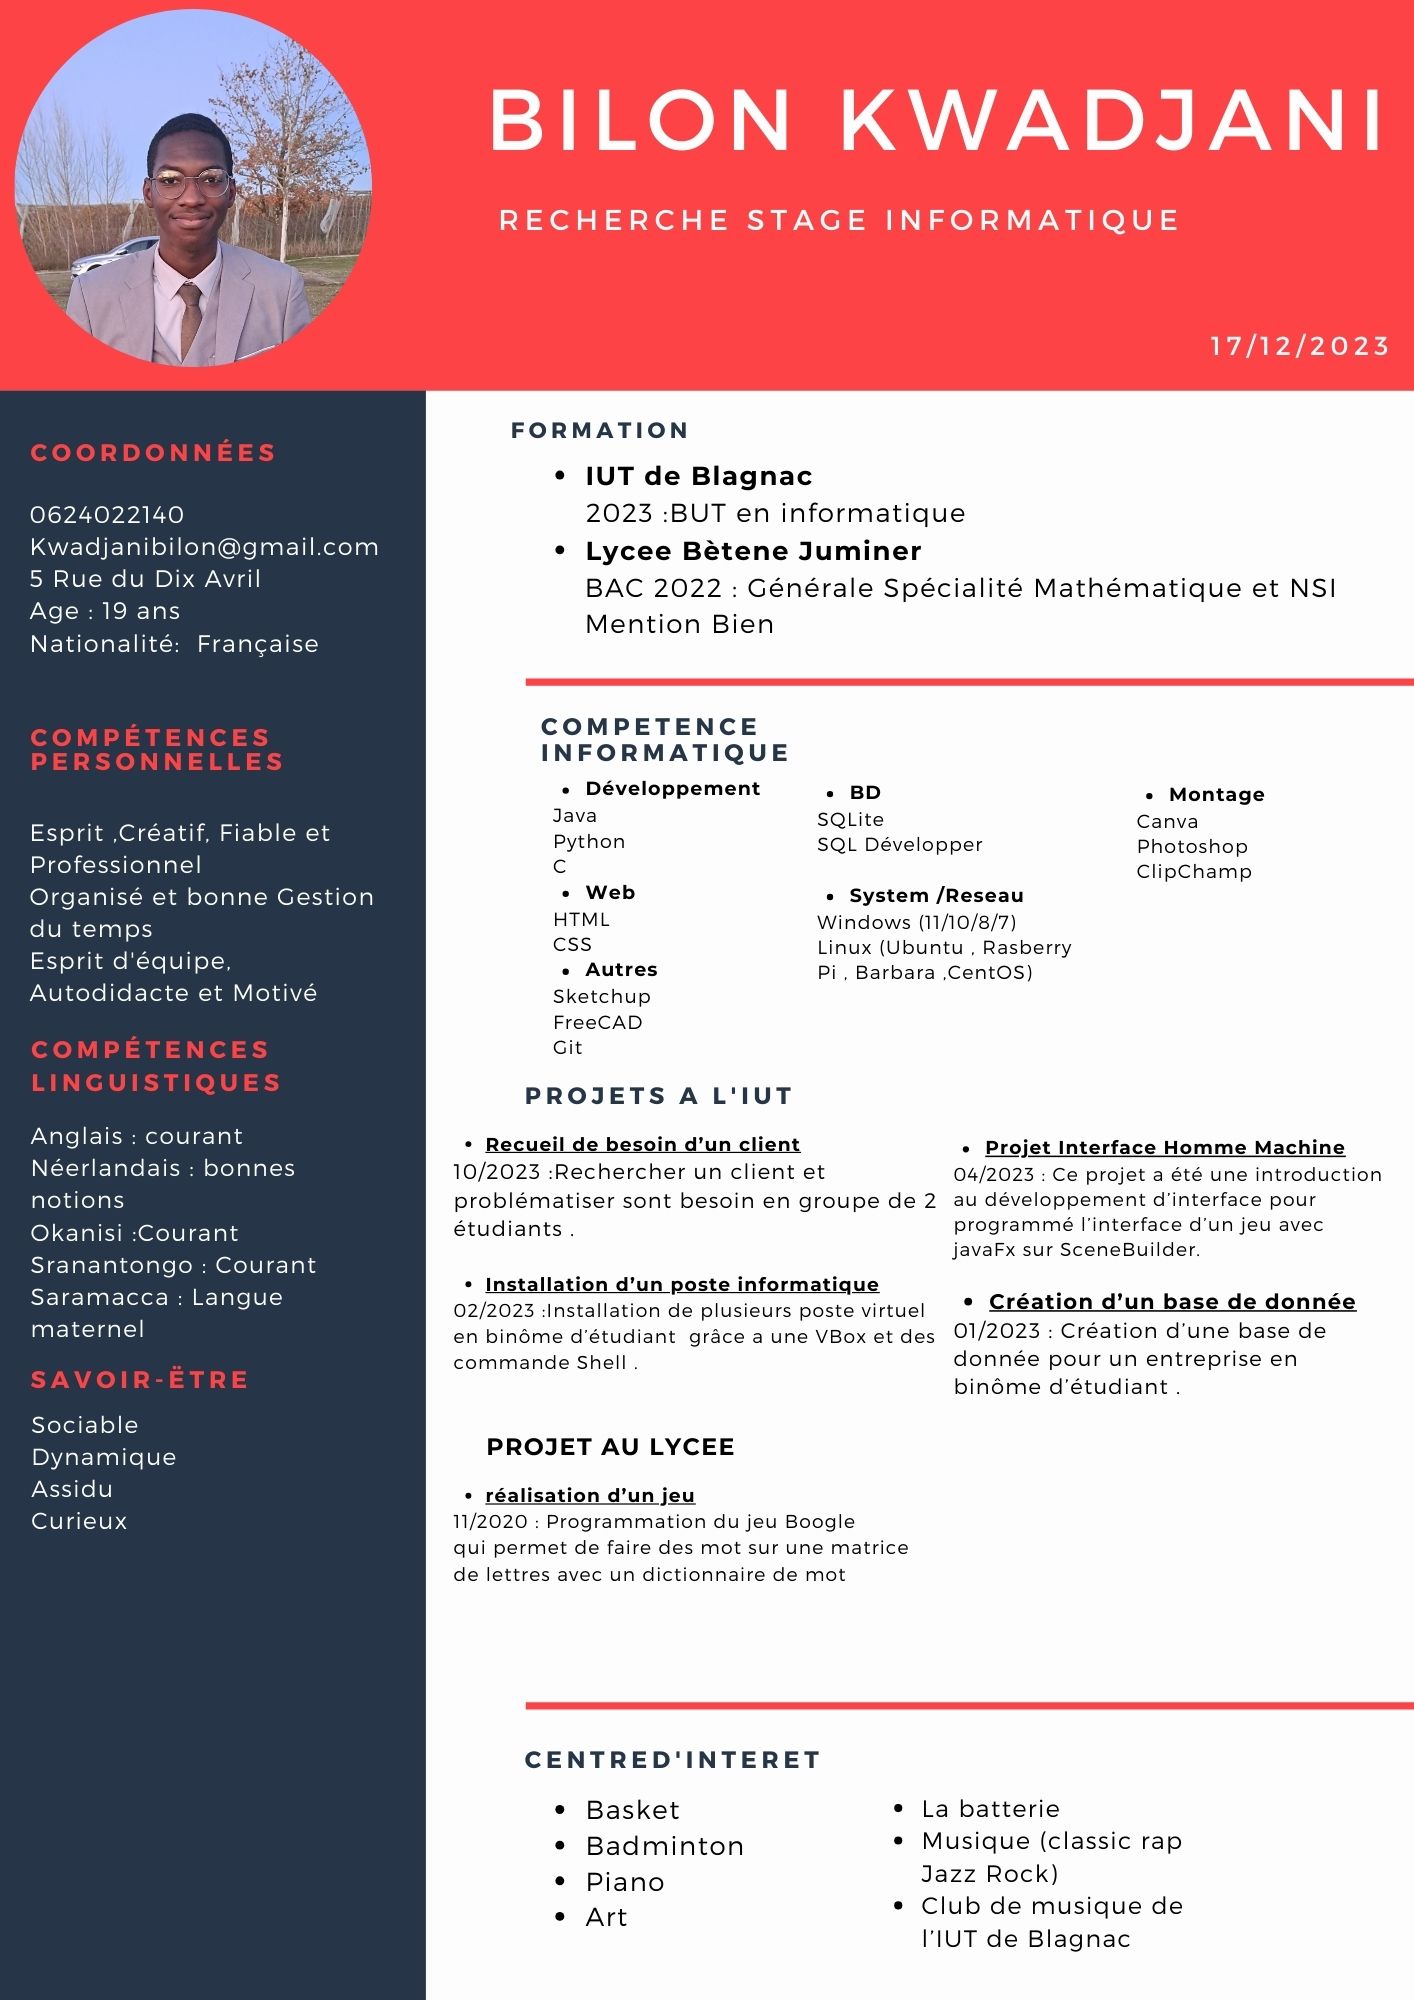 BILON KWADJANI
RECHERCHE STAGE INFORMATIQUE
17/12/2023
COORDONNÉES
0624022140
Kwadjanibilon@gmail.com
5 Rue du Dix Avril
Age : 19 ans
Nationalité:  Française
COMPÉTENCES
PERSONNELLES
Esprit ,Créatif, Fiable et
Professionnel
Organisé et bonne Gestion
du temps
Esprit d'équipe,
Autodidacte et Motivé
COMPÉTENCES
LINGUISTIQUES
Anglais : courant
Néerlandais : bonnes
notions
Okanisi :Courant
Sranantongo : Courant
Saramacca : Langue
maternel
SAVOIR-ËTRE
Sociable
Dynamique
Assidu
Curieux
FORMATION
• IUT de Blagnac
2023 :BUT en informatique
• Lycee Bètene Juminer
BAC 2022 : Générale Spécialité Mathématique et NSI
Mention Bien
COMPETENCE
INFORMATIQUE
• Développement
Java
Python
C
• Web
HTML
CSS
• Autres
Sketchup
FreeCAD
Git
• BD
SQLite
SQL Développer
• System /Reseau
Windows (11/10/8/7)
Linux (Ubuntu , Rasberry
Pi , Barbara ,CentOS)
• Montage
Canva
Photoshop
ClipChamp
PROJETS A L'IUT
• Recueil de besoin d’un client
10/2023 :Rechercher un client et
problématiser sont besoin en groupe de 2
étudiants .
• Installation d’un poste informatique
02/2023 :Installation de plusieurs poste virtuel
en binôme d’étudiant  grâce a une VBox et des
commande Shell .
• Projet Interface Homme Machine
04/2023 : Ce projet a été une introduction
au développement d’interface pour
programmé l’interface d’un jeu avec
javaFx sur SceneBuilder.
• Création d’un base de donnée
01/2023 : Création d’une base de
donnée pour un entreprise en
binôme d’étudiant .
PROJET AU LYCEE
• réalisation d’un jeu
11/2020 : Programmation du jeu Boogle
qui permet de faire des mot sur une matrice
de lettres avec un dictionnaire de mot
CENTRED'INTERET
• Basket
• Badminton
• Piano
• Art
• La batterie
• Musique (classic rap
Jazz Rock)
• Club de musique de
l’IUT de Blagnac